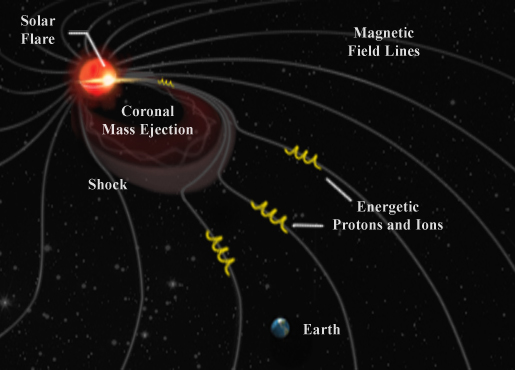 Solar
Flare
Magnetic
Field Lines
Coronal
Mass Ejection
Shock
Energetic
Protons and Ions
Earth